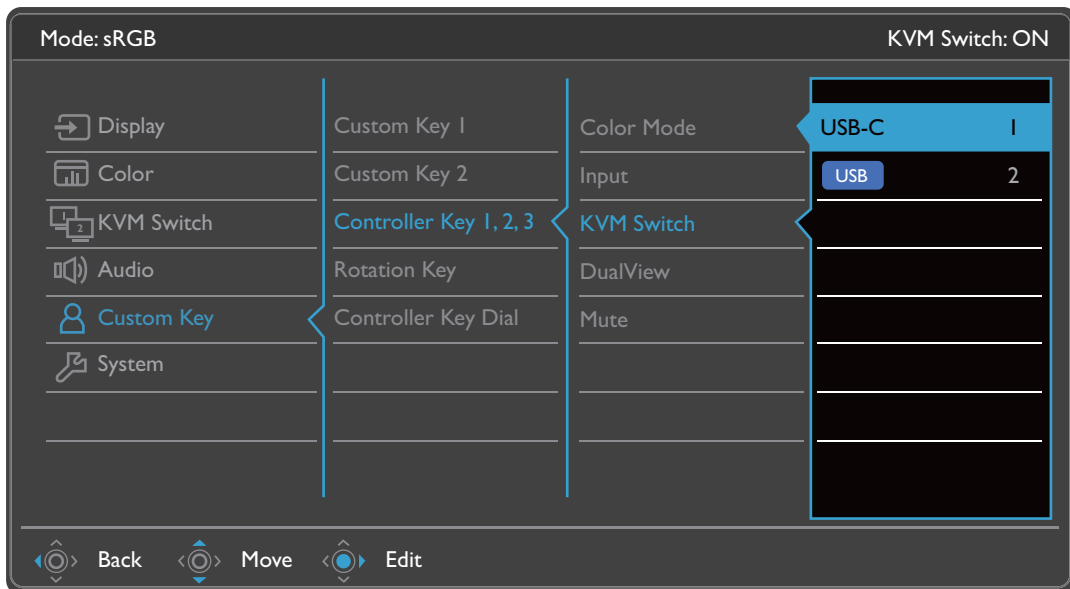 Mode: sRGB KVM Switch: ON
Display
Color
1 2 KVM Switch
Audio
Custom Key
System
Custom Key 1
Custom Key 2
Controller Key 1, 2, 3
Rotation Key
Controller Key Dial
Color Mode
Input
KVM Switch
DualView
Mute
USB-C 1
USB 2
Back Move Edit